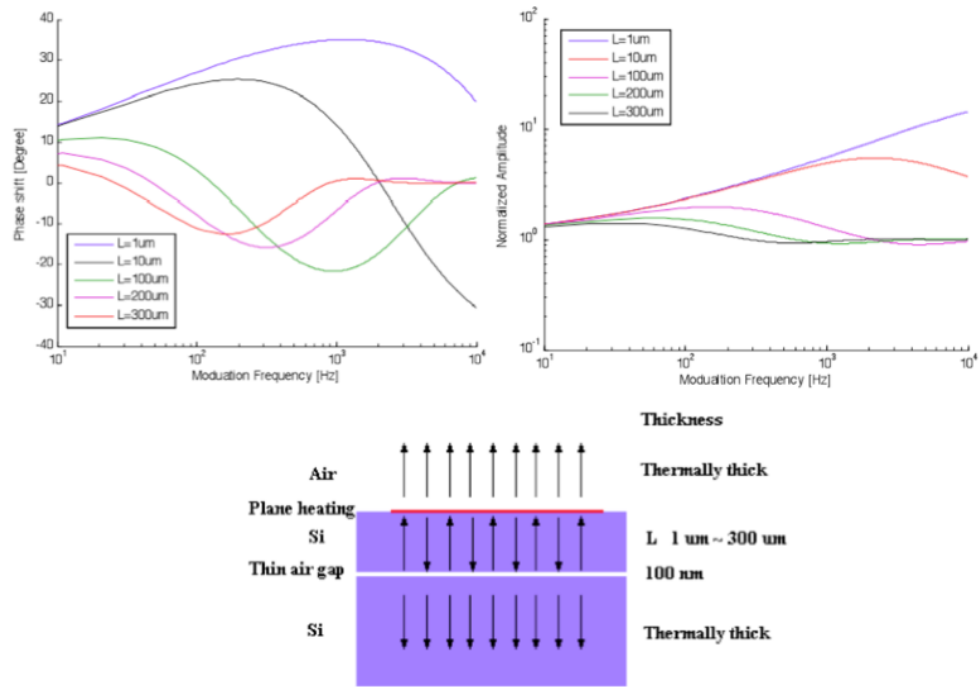 40
30
20
10
0
-10
-20
-30
-40
Phase shift [Degree]
L=1um
L=10um
L=100um
L=200um
L=300um
10^1
10^2
10^3
10^4
Moduation Frequency [Hz]
10^2
10^1
10^0
10^-1
Normalized Amplitude
L=1um
L=10um
L=100um
L=200um
L=300um
10^1
10^2
10^3
10^4
Modualtion Frequency [Hz]
Thickness
Air
Thermally thick
Plane heating
Si
L 1 um ~ 300 um
Thin air gap
100 nm
Si
Thermally thick